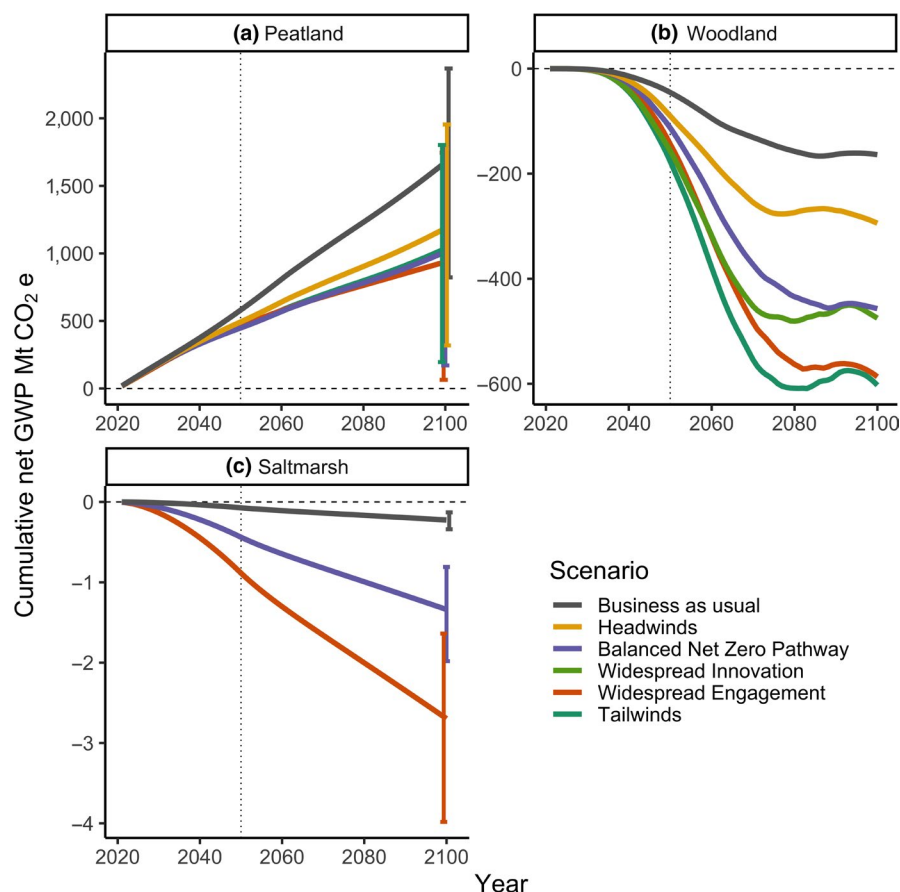 (a) Peatland
(b) Woodland
Cumulative net GWP Mt CO₂ e
2,000
1,500
1,000
500
0
2020 2040 2060 2080 2100
0
−200
−400
−600
2020 2040 2060 2080 2100
(c) Saltmarsh
0
−1
−2
−3
−4
2020 2040 2060 2080 2100
Year
Scenario
Business as usual
Headwinds
Balanced Net Zero Pathway
Widespread Innovation
Widespread Engagement
Tailwinds